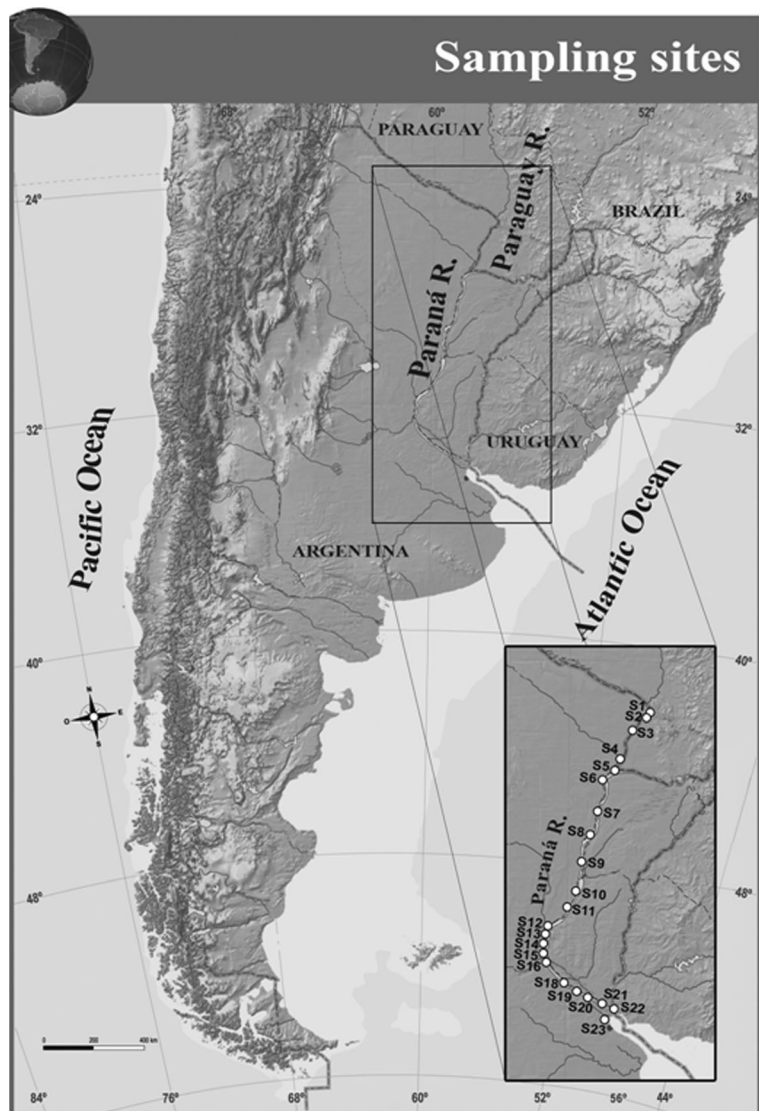 Sampling sites
68°
60°
52°
PARAGUAY
Paraguay R.
24°
24°
BRAZIL
Paraná R.
32°
32°
URUGUAY
Pacific Ocean
Atlantic Ocean
ARGENTINA
40°
40°
N
O
E
S
S1
S2
S3
S4
S5
S6
S7
S8
Paraná R.
S9
S10
S11
S12
S13
S14
S15
S16
S18
S19
S20
S21
S22
S23*
48°
48°
0
200
400 km
84°
76°
68°
60°
52°
56°
44°